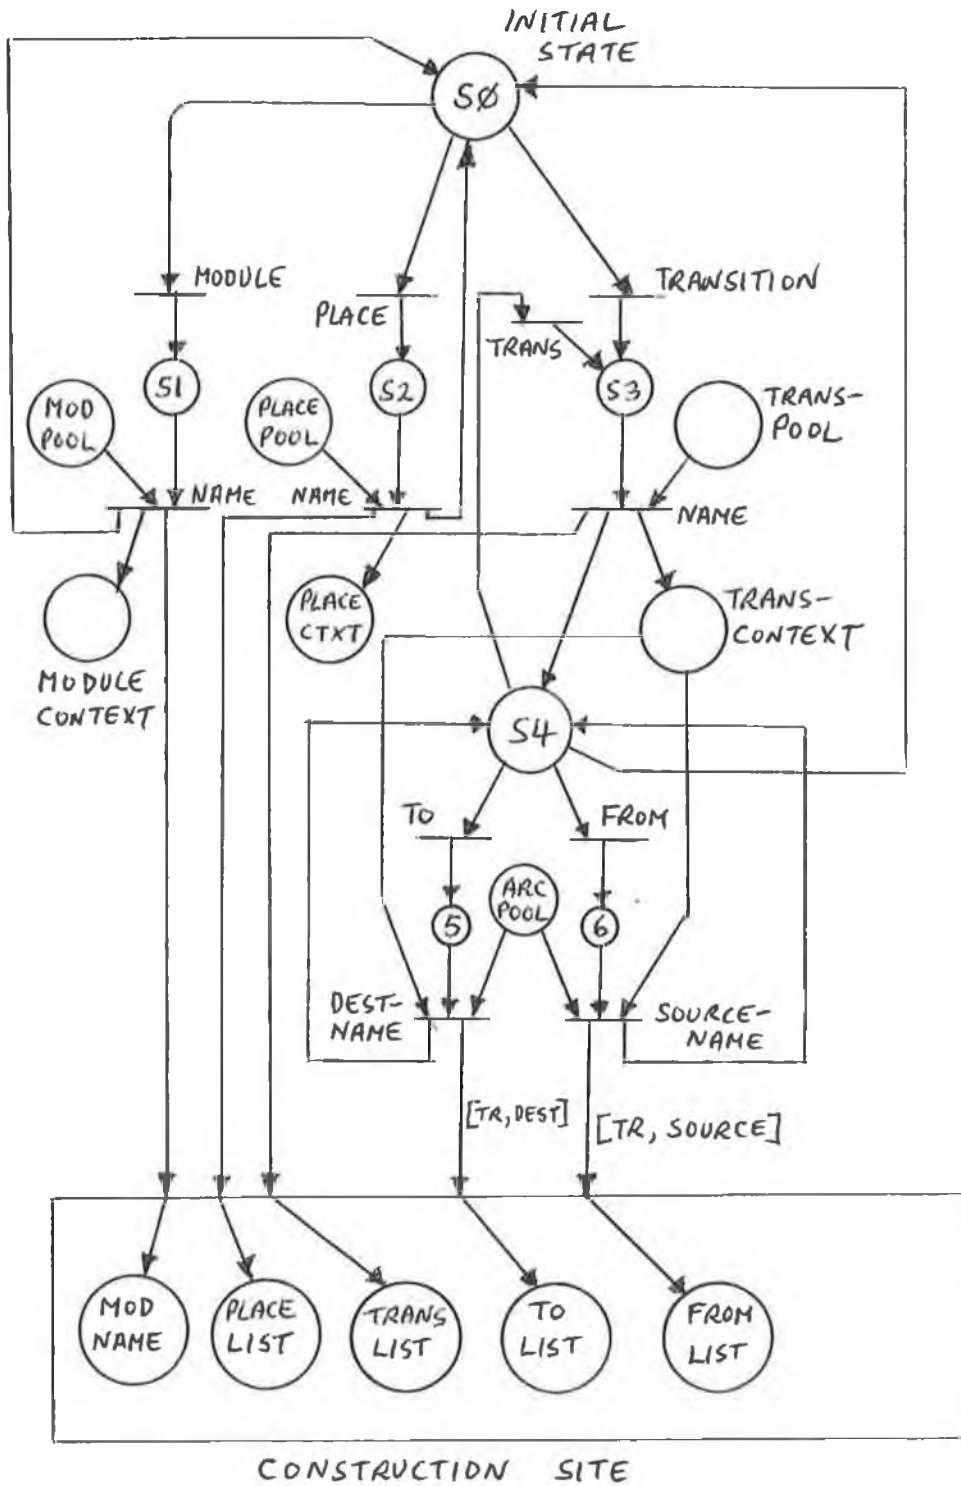 INITIAL
STATE
SØ
MODULE
PLACE
TRANSITION
TRANS
S1
S2
S3
MOD
POOL
PLACE
POOL
TRANS-
POOL
NAME
NAME
NAME
MODULE
CONTEXT
PLACE
CTXT
TRANS-
CONTEXT
S4
TO
FROM
ARC
POOL
5
6
DEST-
NAME
SOURCE-
NAME
[TR, DEST]
[TR, SOURCE]
MOD
NAME
PLACE
LIST
TRANS
LIST
TO
LIST
FROM
LIST
CONSTRUCTION SITE